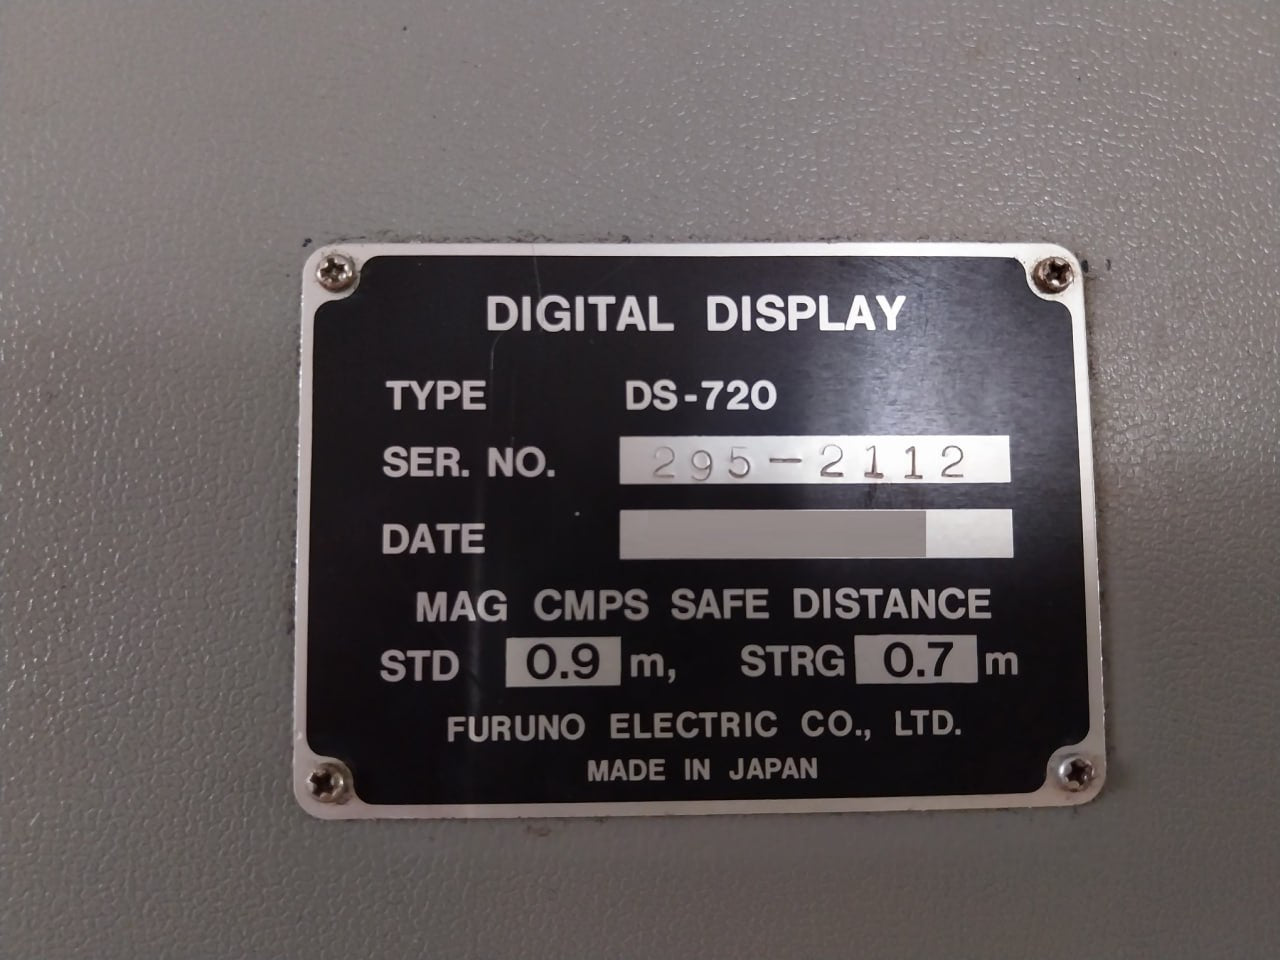 DIGITAL DISPLAY
TYPE DS-720
SER. NO. 295-2112
DATE
MAG CMPS SAFE DISTANCE
STD 0.9 m, STRG 0.7 m
FURUNO ELECTRIC CO., LTD.
MADE IN JAPAN